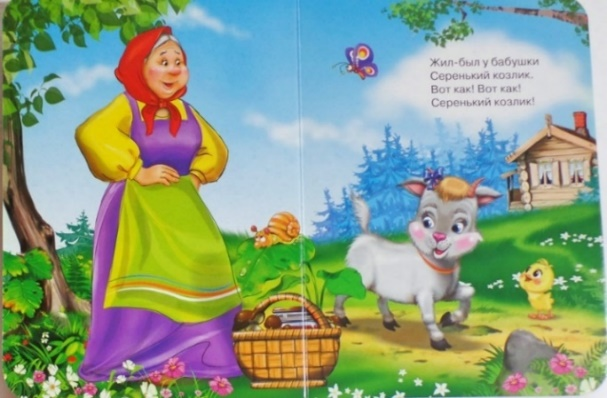 Жил-был у бабушки
Серенький козлик.
Вот как! Вот как!
Серенький козлик!